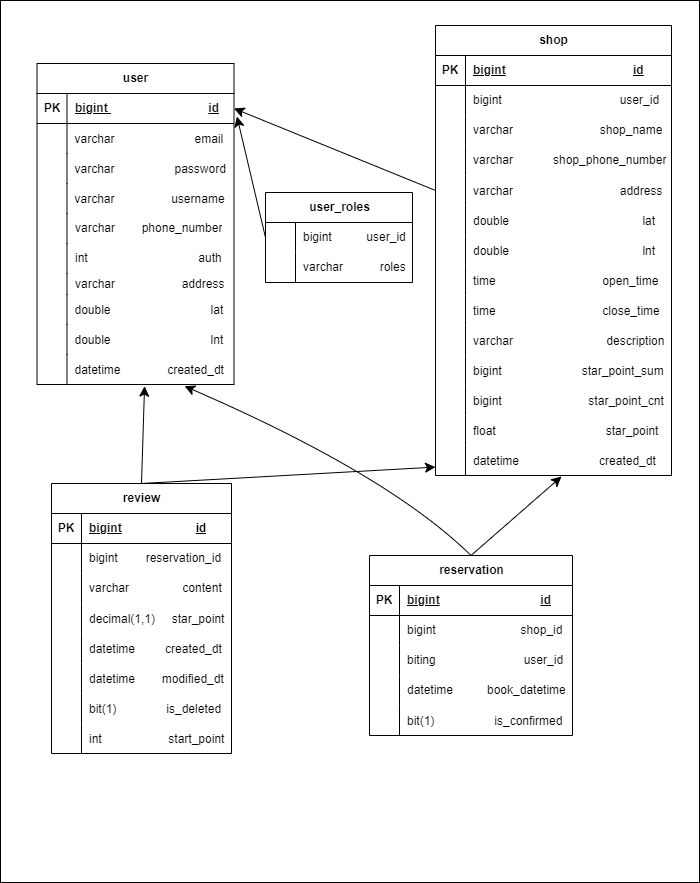 user
PK bigint id
varchar email
varchar password
varchar username
varchar phone_number
int auth
varchar address
double lat
double lnt
datetime created_dt
shop
PK bigint id
bigint user_id
varchar shop_name
varchar shop_phone_number
varchar address
double lat
double lnt
time open_time
time close_time
varchar description
bigint star_point_sum
bigint star_point_cnt
float star_point
datetime created_dt
user_roles
bigint user_id
varchar roles
review
PK bigint id
bigint reservation_id
varchar content
decimal(1,1) star_point
datetime created_dt
datetime modified_dt
bit(1) is_deleted
int start_point
reservation
PK bigint id
bigint shop_id
biting user_id
datetime book_datetime
bit(1) is_confirmed